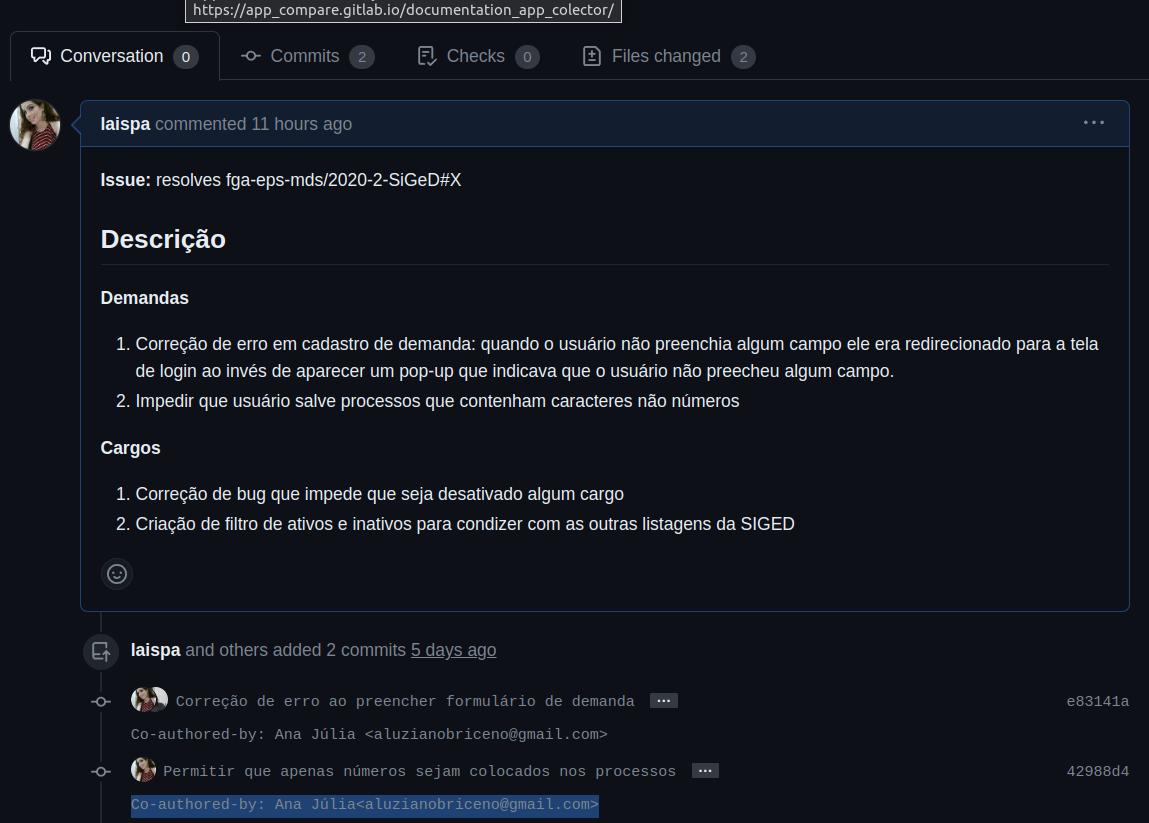 https://app_compare.gitlab.io/documentation_app_colector/
Conversation 0
Commits 2
Checks 0
Files changed 2
laispa commented 11 hours ago
Issue: resolves fga-eps-mds/2020-2-SiGeD#X
Descrição
Demandas
1. Correção de erro em cadastro de demanda: quando o usuário não preenchia algum campo ele era redirecionado para a tela
de login ao invés de aparecer um pop-up que indicava que o usuário não preecheu algum campo.
2. Impedir que usuário salve processos que contenham caracteres não números
Cargos
1. Correção de bug que impede que seja desativado algum cargo
2. Criação de filtro de ativos e inativos para condizer com as outras listagens da SIGED
laispa and others added 2 commits 5 days ago
Correção de erro ao preencher formulário de demanda ... e83141a
Co-authored-by: Ana Júlia <aluzianobriceno@gmail.com>
Permitir que apenas números sejam colocados nos processos ... 42988d4
Co-authored-by: Ana Júlia<aluzianobriceno@gmail.com>